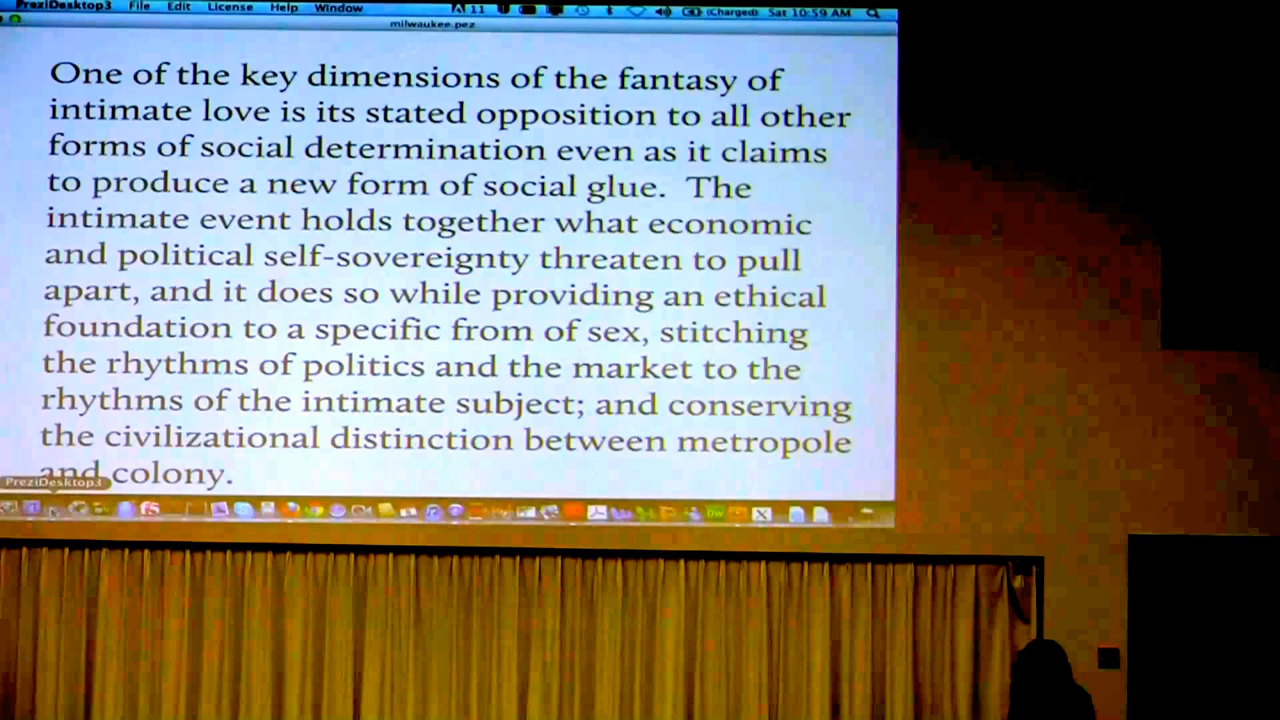 PreziDesktop3 File Edit License Help Window 11 (Charged) Sat 10:59 AM
milwaukee.pez
One of the key dimensions of the fantasy of
intimate love is its stated opposition to all other
forms of social determination even as it claims
to produce a new form of social glue. The
intimate event holds together what economic
and political self-sovereignty threaten to pull
apart, and it does so while providing an ethical
foundation to a specific from of sex, stitching
the rhythms of politics and the market to the
rhythms of the intimate subject; and conserving
the civilizational distinction between metropole
and colony.
PreziDesktop3
Dw